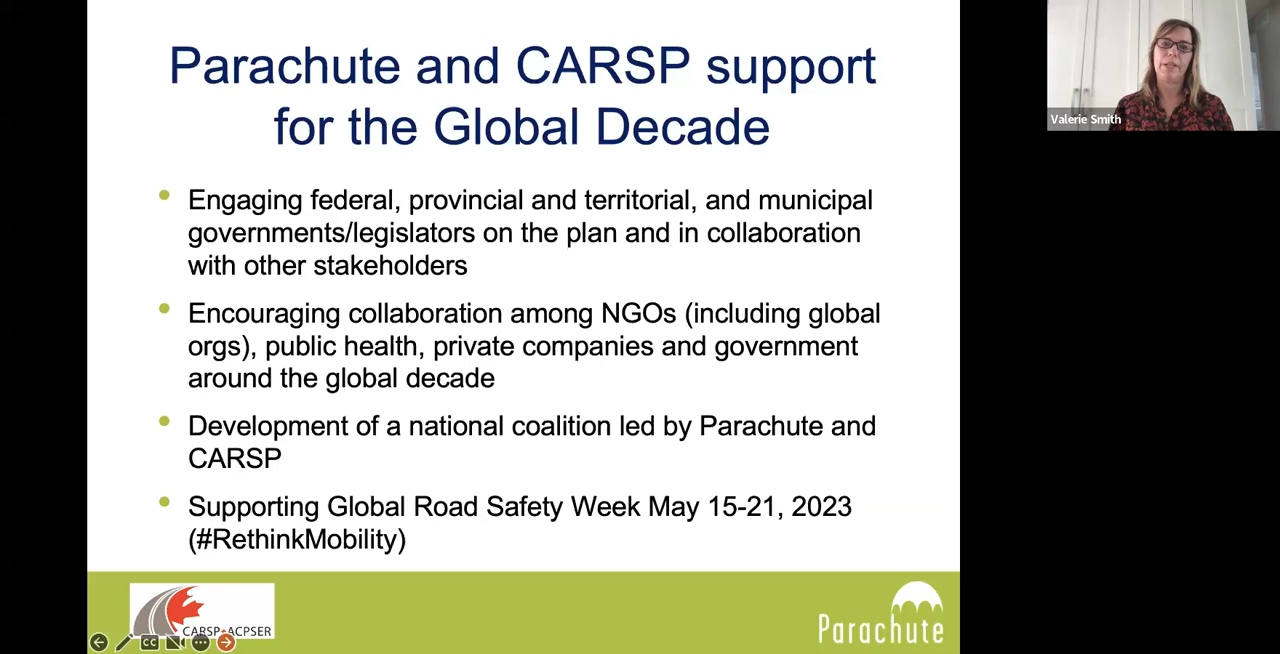 Parachute and CARSP support
for the Global Decade
Engaging federal, provincial and territorial, and municipal
governments/legislators on the plan and in collaboration
with other stakeholders
Encouraging collaboration among NGOs (including global
orgs), public health, private companies and government
around the global decade
Development of a national coalition led by Parachute and
CARSP
Supporting Global Road Safety Week May 15-21, 2023
(#RethinkMobility)
CARSP•ACPSER
CC
Parachute
Valerie Smith